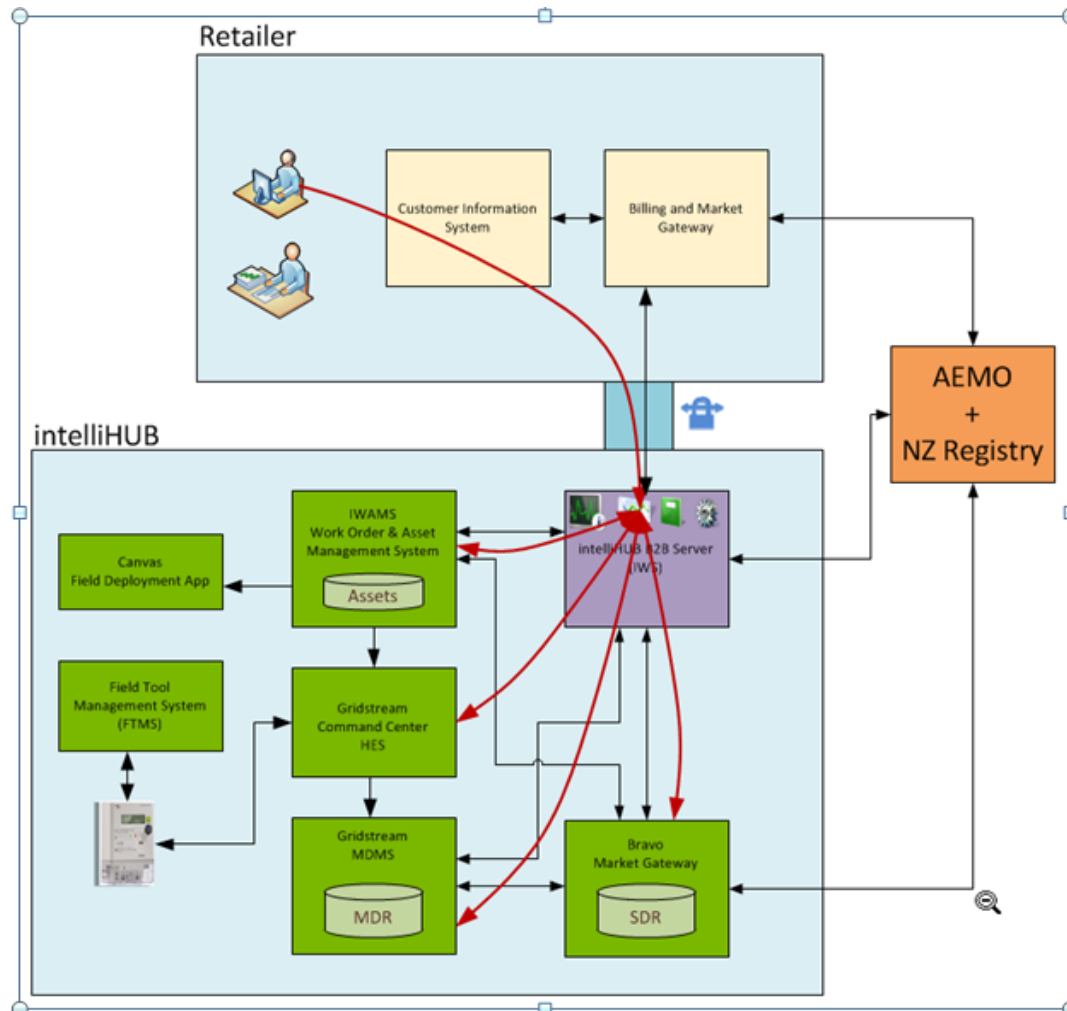 Retailer
Customer Information
System
Billing and Market
Gateway
AEMO
+
NZ Registry
intelliHUB
IWAMS
Work Order & Asset
Management System
Assets
intelliHUB B2B Server
(IWS)
Canvas
Field Deployment App
Field Tool
Management System
(FTMS)
Gridstream
Command Center
HES
Gridstream
MDMS
MDR
Bravo
Market Gateway
SDR